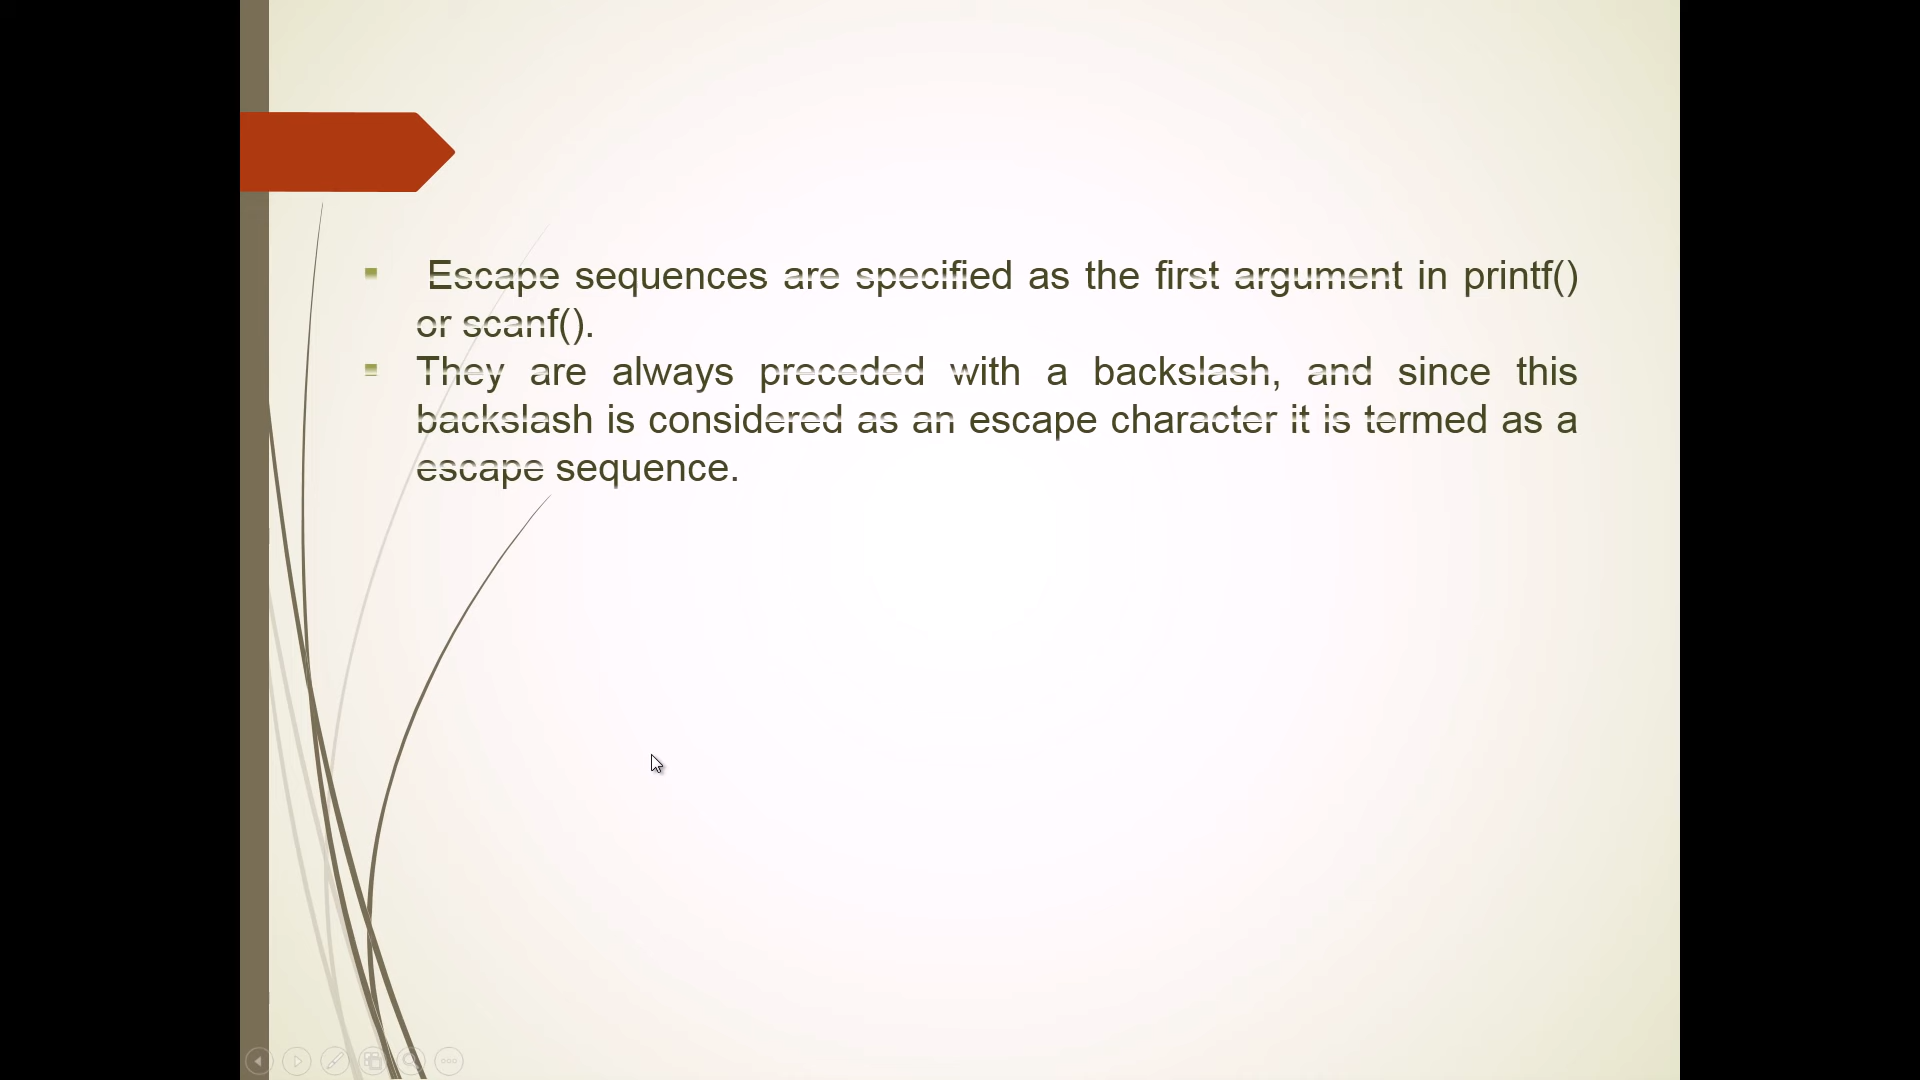 Escape sequences are specified as the first argument in printf()
or scanf().
They are always preceded with a backslash, and since this
backslash is considered as an escape character it is termed as a
escape sequence.